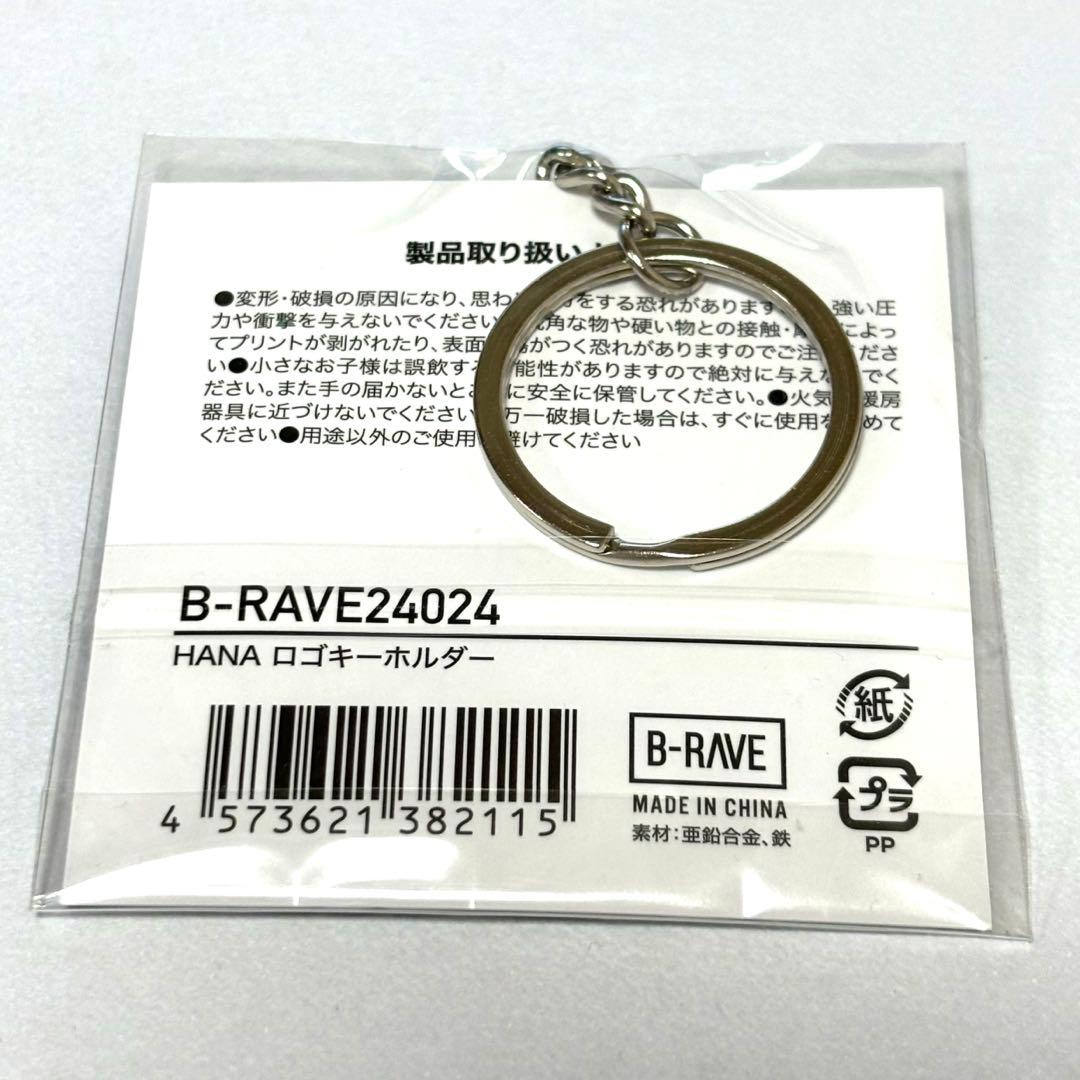 製品取り扱い
●変形・破損の原因になり、思わ をする恐れがあります 強い圧
力や衝撃を与えないでください 角な物や硬い物との接触・ よっ
てプリントが剥がれたり、表面 がつく恐れがありますのでご注 くださ
い●小さなお子様は誤飲す 能性がありますので絶対に与え でく
ださい。また手の届かないと に安全に保管してください。●火気 暖房
器具に近づけないでください 万一破損した場合は、すぐに使用を めて
ください●用途以外のご使用 避けてください
B-RAVE24024
HANA ロゴキーホルダー
紙
B-RAVE
プラ
4 573621 382115
MADE IN CHINA
素材:亜鉛合金、鉄
PP